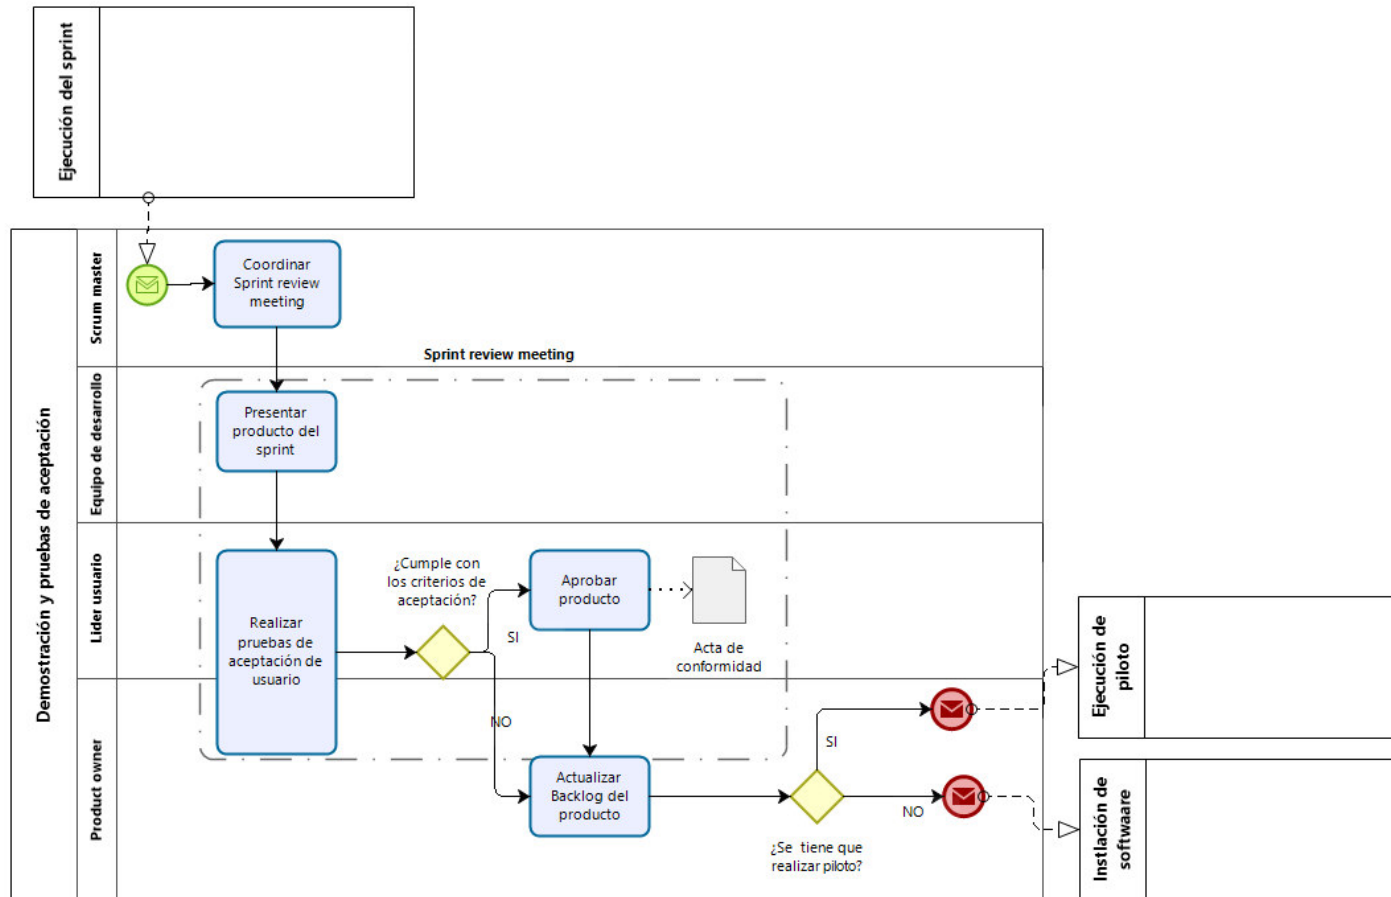 Ejecución del sprint
Demostración y pruebas de aceptación
Scrum master
Coordinar
Sprint review
meeting
Sprint review meeting
Equipo de desarrollo
Presentar
producto del
sprint
Lider usuario
Realizar
pruebas de
aceptación de
usuario
¿Cumple con
los criterios de
aceptación?
SI
NO
Aprobar
producto
Acta de
conformidad
Product owner
Actualizar
Backlog del
producto
¿Se tiene que
realizar piloto?
SI
NO
Ejecución de
piloto
Instlación de
softwaare